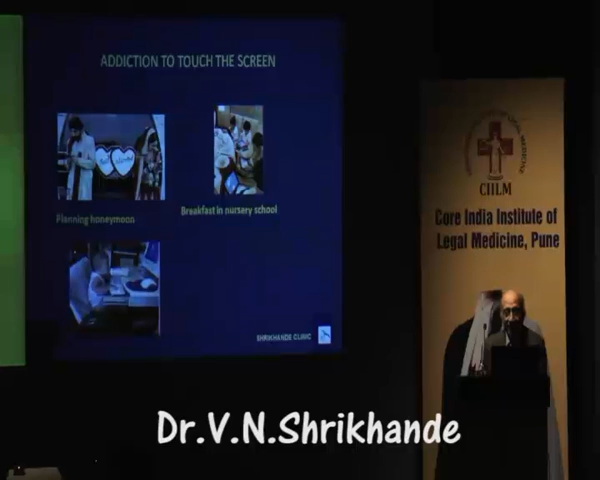 ADDICTION TO TOUCH THE SCREEN
Planning honeymoon
Breakfast in nursery school
SHRIKHANDE CLINIC
CIILM
Core India Institute of
Legal Medicine, Pune
Dr.V.N.Shrikhande